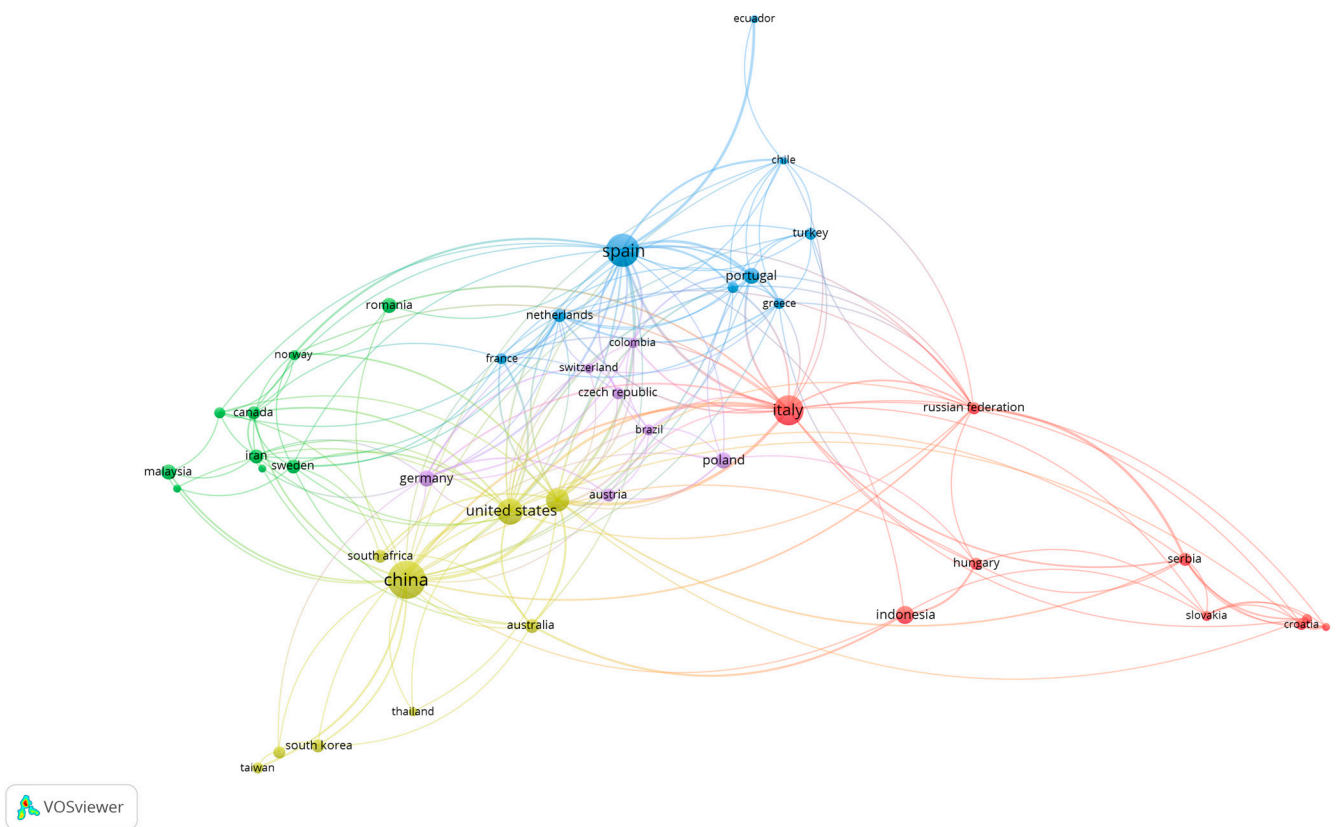 ecuador
chile
turkey
spain
portugal
greece
romania
netherlands
colombia
norway
france
switzerland
czech republic
italy
russian federation
canada
brazil
iran
sweden
malaysia
poland
germany
austria
united states
south africa
china
hungary
serbia
indonesia
slovakia
croatia
australia
thailand
south korea
taiwan
VOSviewer